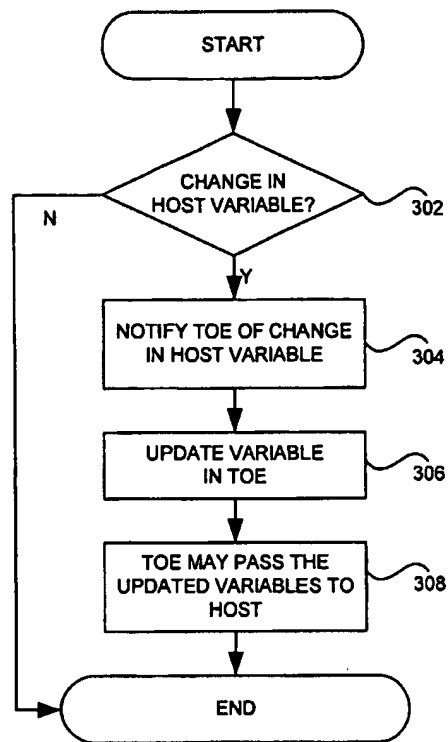 START
CHANGE IN
HOST VARIABLE?
302
N
Y
NOTIFY TOE OF CHANGE
IN HOST VARIABLE
304
UPDATE VARIABLE
IN TOE
306
TOE MAY PASS THE
UPDATED VARIABLES TO
HOST
308
END